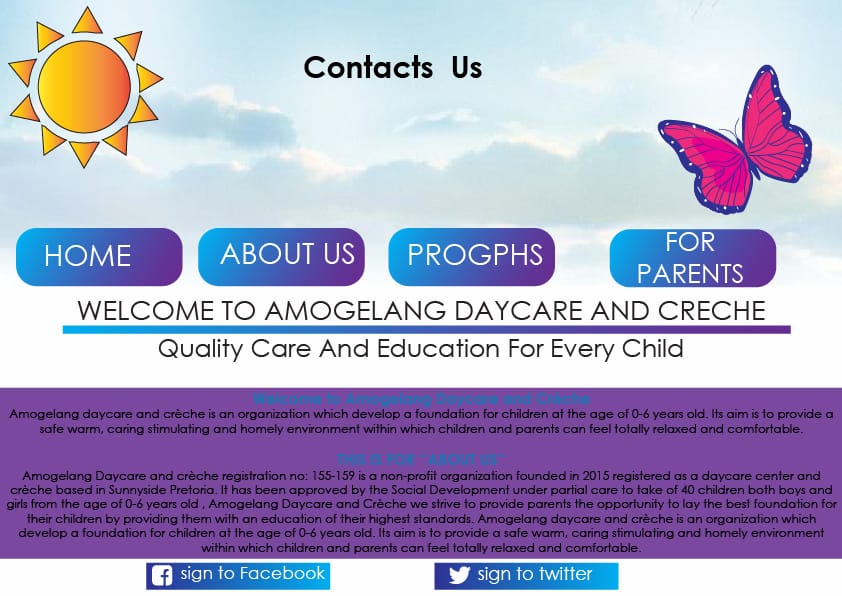 Contacts Us
HOME
ABOUT US
PROGPHS
FOR
PARENTS
WELCOME TO AMOGELANG DAYCARE AND CRECHE
Quality Care And Education For Every Child
Welcome to Amogelang Daycare and Crèche
Amogelang daycare and crèche is an organization which develop a foundation for children at the age of 0-6 years old. Its aim is to provide a
safe warm, caring stimulating and homely environment within which children and parents can feel totally relaxed and comfortable.
THIS IS FOR “ABOUT US”
Amogelang Daycare and crèche registration no: 155-159 is a non-profit organization founded in 2015 registered as a daycare center and
crèche based in Sunnyside Pretoria. It has been approved by the Social Development under partial care to take of 40 children both boys and
girls from the age of 0-6 years old , Amogelang Daycare and Crèche we strive to provide parents the opportunity to lay the best foundation for
their children by providing them with an education of their highest standards. Amogelang daycare and crèche is an organization which
develop a foundation for children at the age of 0-6 years old. Its aim is to provide a safe warm, caring stimulating and homely environment
within which children and parents can feel totally relaxed and comfortable.
sign to Facebook
sign to twitter